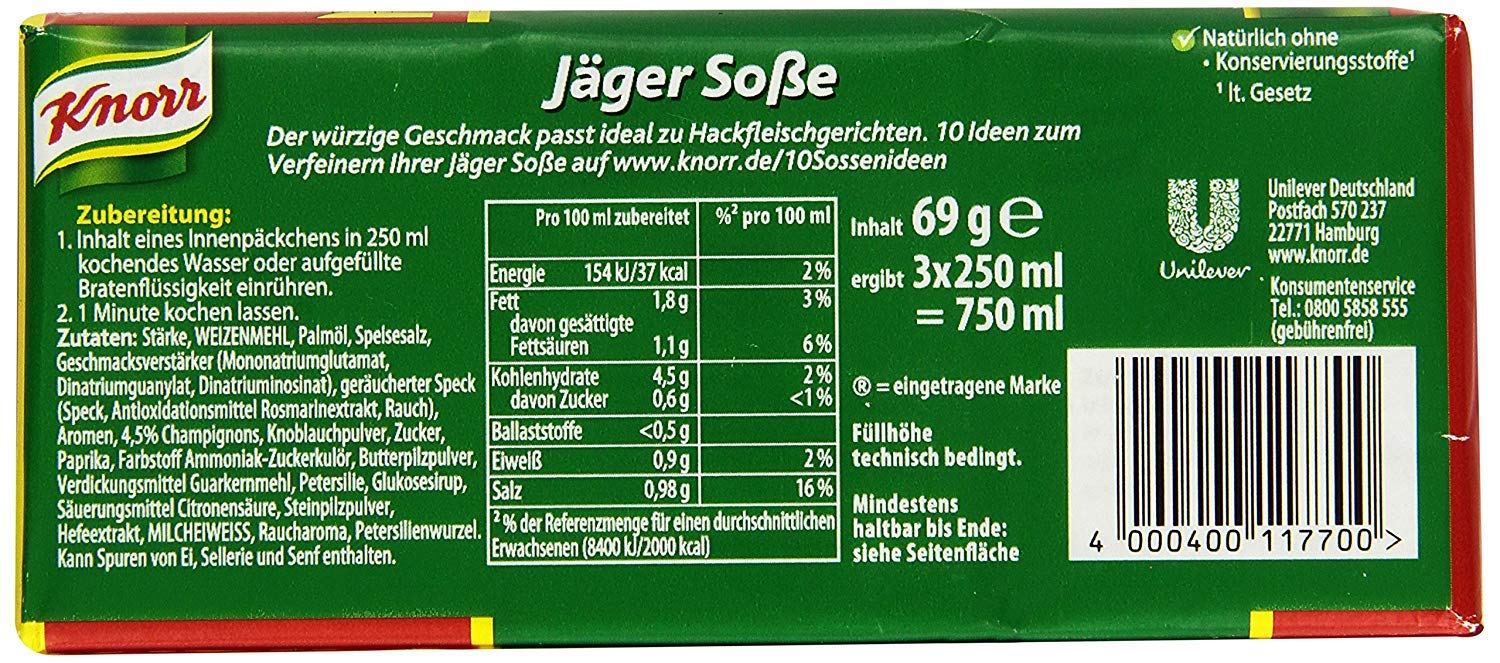 Knorr
Jäger Soße
Der würzige Geschmack passt ideal zu Hackfleischgerichten. 10 Ideen zum
Verfeinern Ihrer Jäger Soße auf www.knorr.de/10Sossenideen
Natürlich ohne
• Konservierungsstoffe¹
¹ lt. Gesetz
Zubereitung:
1. Inhalt eines Innenpäckchens in 250 ml
kochendes Wasser oder aufgefüllte
Bratenflüssigkeit einrühren.
2. 1 Minute kochen lassen.
Zutaten: Stärke, WEIZENMEHL, Palmöl, Speisesalz,
Geschmacksverstärker (Mononatriumglutamat,
Dinatriumguanylat, Dinatriuminosinat), geräucherter Speck
(Speck, Antioxidationsmittel Rosmarinextrakt, Rauch),
Aromen, 4,5% Champignons, Knoblauchpulver, Zucker,
Paprika, Farbstoff Ammoniak-Zuckerkulör, Butterpilzpulver,
Verdickungsmittel Guarkernmehl, Petersilie, Glukosesirup,
Säuerungsmittel Citronensäure, Steinpilzpulver,
Hefeextrakt, MILCHEIWEISS, Raucharoma, Petersilienwurzel.
Kann Spuren von Ei, Sellerie und Senf enthalten.
Pro 100 ml zubereitet %² pro 100 ml
Energie 154 kJ/37 kcal 2%
Fett 1,8 g 3%
davon gesättigte
Fettsäuren 1,1 g 6%
Kohlenhydrate 4,5 g 2%
davon Zucker 0,6 g <1%
Ballaststoffe <0,5 g
Eiweiß 0,9 g 2%
Salz 0,98 g 16%
² % der Referenzmenge für einen durchschnittlichen
Erwachsenen (8400 kJ/2000 kcal)
Inhalt 69 g e
ergibt 3x250 ml
= 750 ml
® = eingetragene Marke
Füllhöhe
technisch bedingt.
Mindestens
haltbar bis Ende:
siehe Seitenfläche
Unilever
Unilever Deutschland
Postfach 570 237
22771 Hamburg
www.knorr.de
Konsumentenservice
Tel.: 0800 5858 555
(gebührenfrei)
4 000400 117700 >